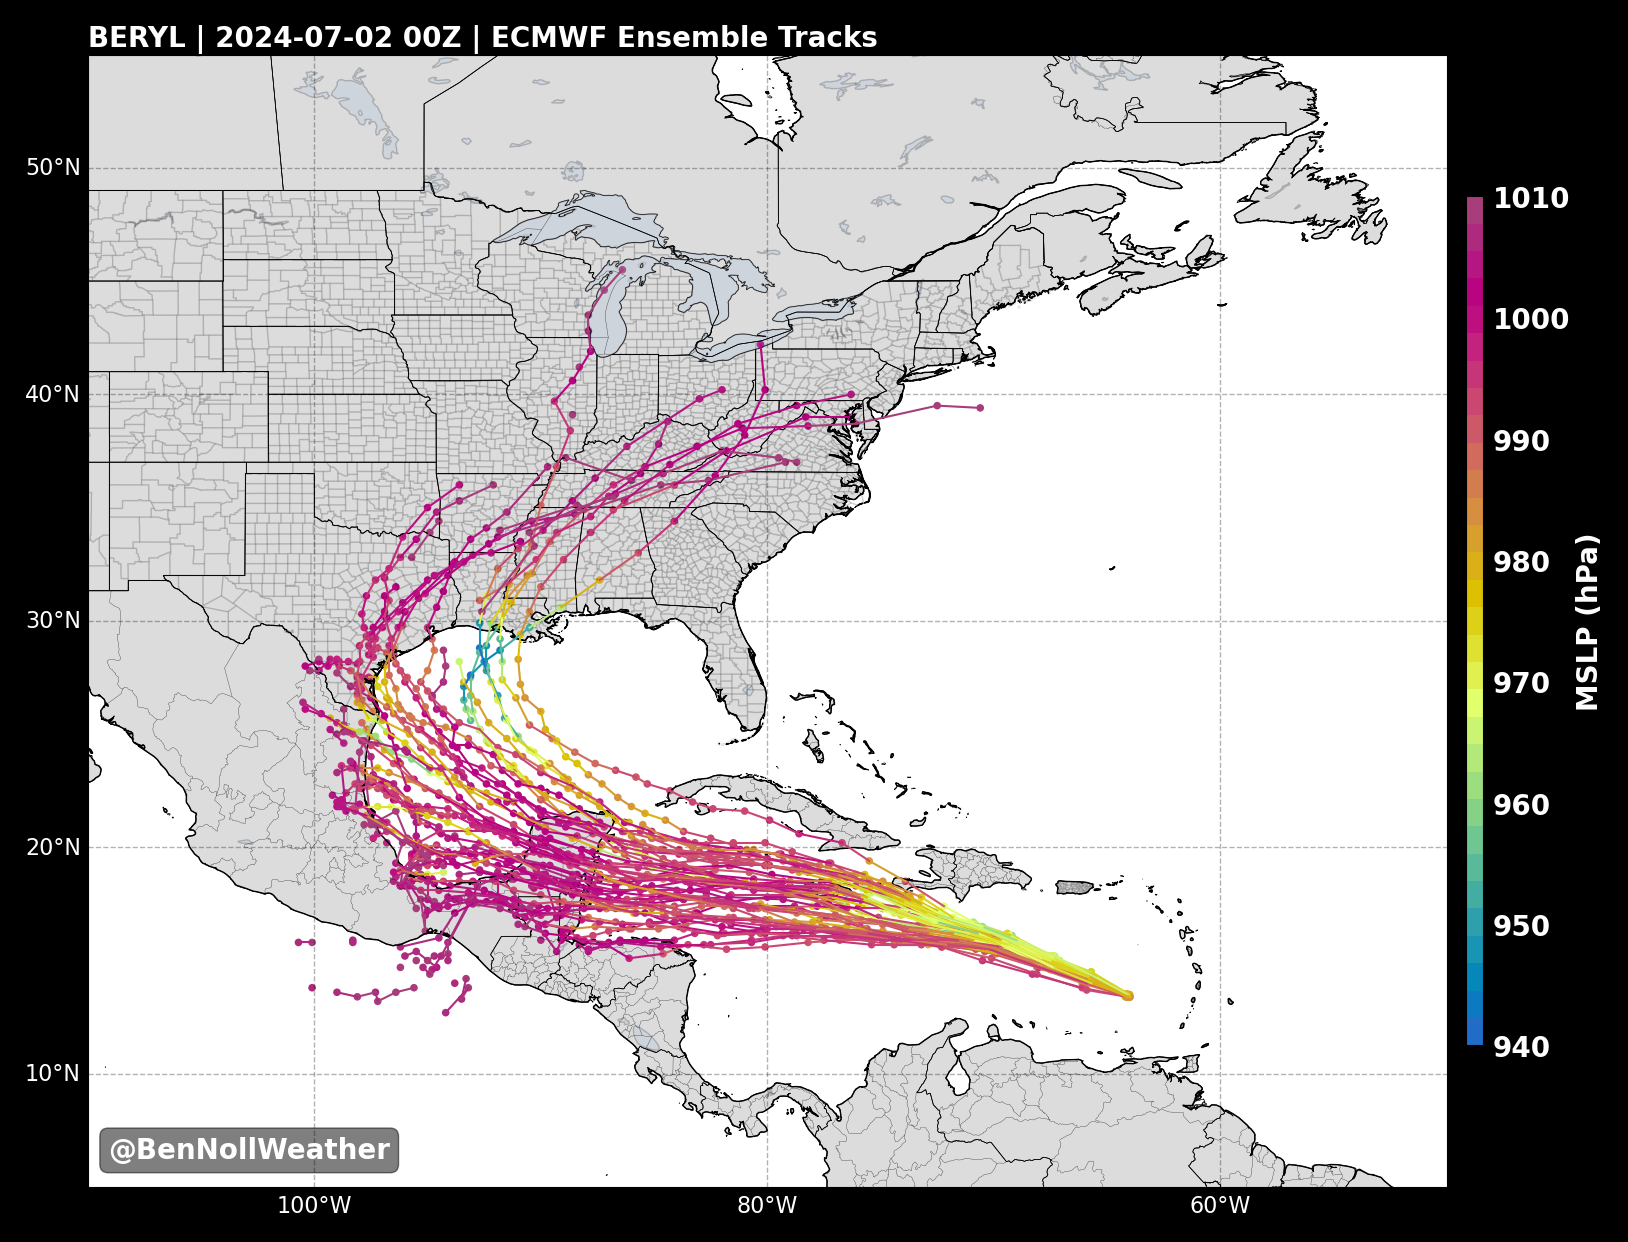 BERYL | 2024-07-02 00Z | ECMWF Ensemble Tracks
50°N
40°N
30°N
20°N
10°N
100°W
80°W
60°W
1010
1000
990
980
970
960
950
940
MSLP (hPa)
@BenNollWeather